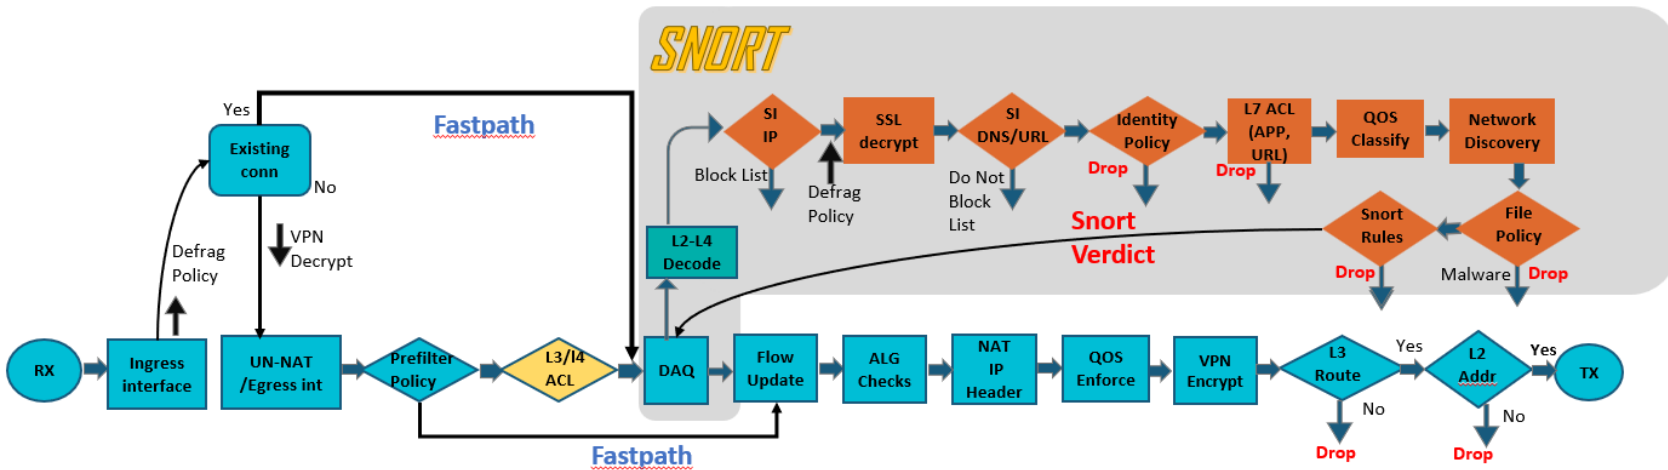 SNORT
Yes
Fastpath
Existing
conn
No
Defrag
Policy
VPN
Decrypt
SI
IP
SSL
decrypt
SI
DNS/URL
Identity
Policy
L7 ACL
(APP,
URL)
QOS
Classify
Network
Discovery
Block List
Defrag
Policy
Do Not
Block
List
Drop
Drop
Snort
Verdict
Snort
Rules
File
Policy
Drop
Malware
Drop
L2-L4
Decode
RX
Ingress
interface
UN-NAT
/Egress int
Prefilter
Policy
L3/l4
ACL
DAQ
Flow
Update
ALG
Checks
NAT
IP
Header
QOS
Enforce
VPN
Encrypt
L3
Route
Yes
L2
Addr
Yes
TX
No
Drop
No
Drop
Fastpath